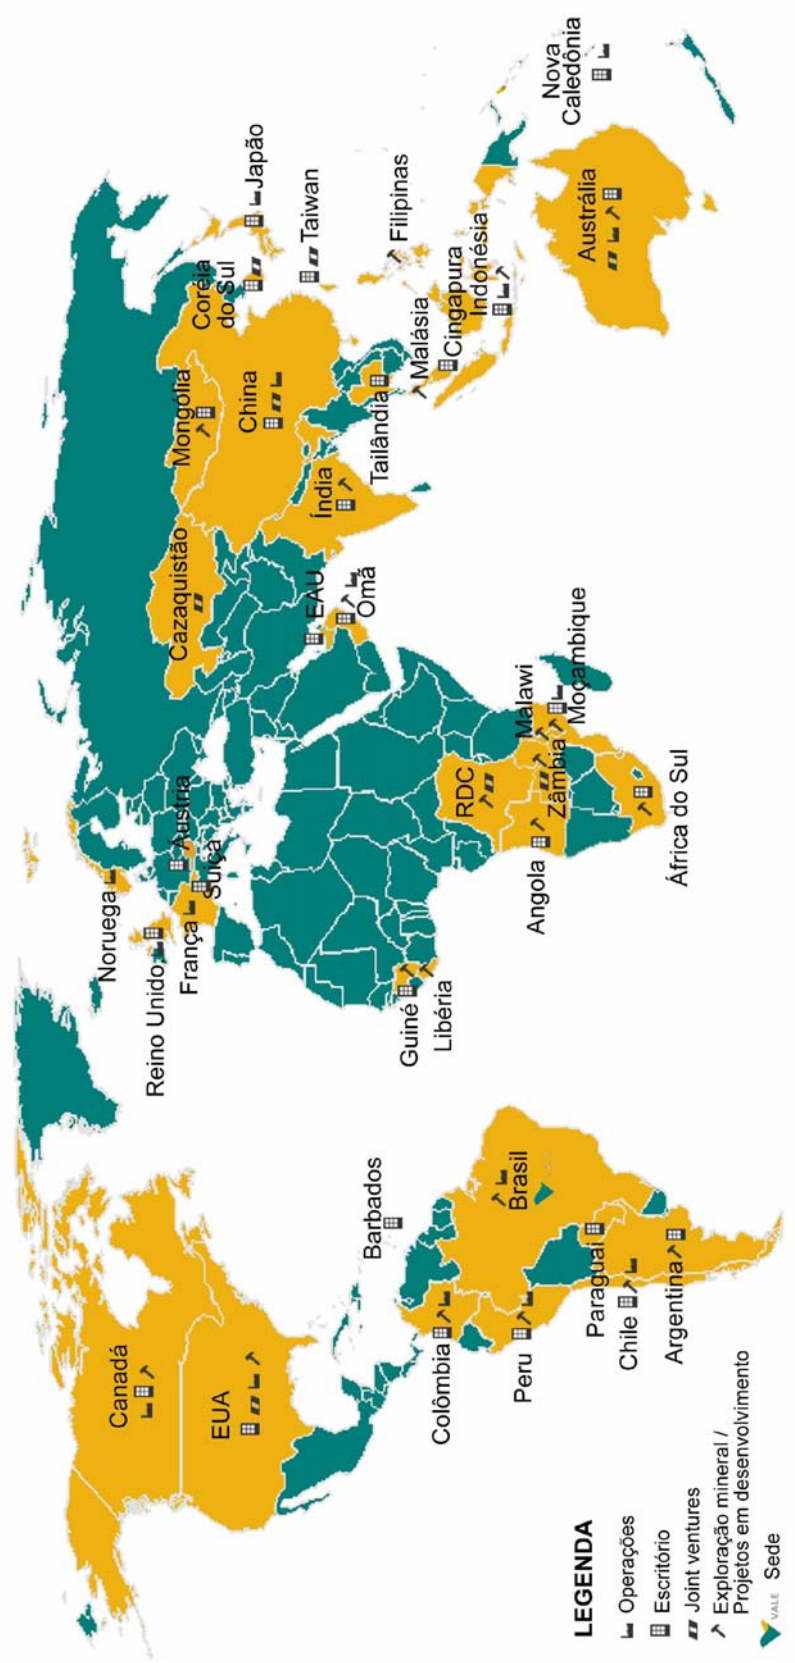 Canadá
EUA
Barbados
Colômbia
Peru
Brasil
Paraguai
Chile
Argentina
Noruega
Reino Unido
França
Áustria
Suíça
Guiné
Libéria
RDC
Angola
Zâmbia
Malawi
Moçambique
África do Sul
EAU
Omã
Cazaquistão
Mongólia
China
Índia
Tailândia
Coréia
do Sul
Japão
Taiwan
Filipinas
Malásia
Cingapura
Indonésia
Austrália
Nova
Caledônia
LEGENDA
Operações
Escritório
Joint ventures
Exploração mineral /
Projetos em desenvolvimento
VALE Sede